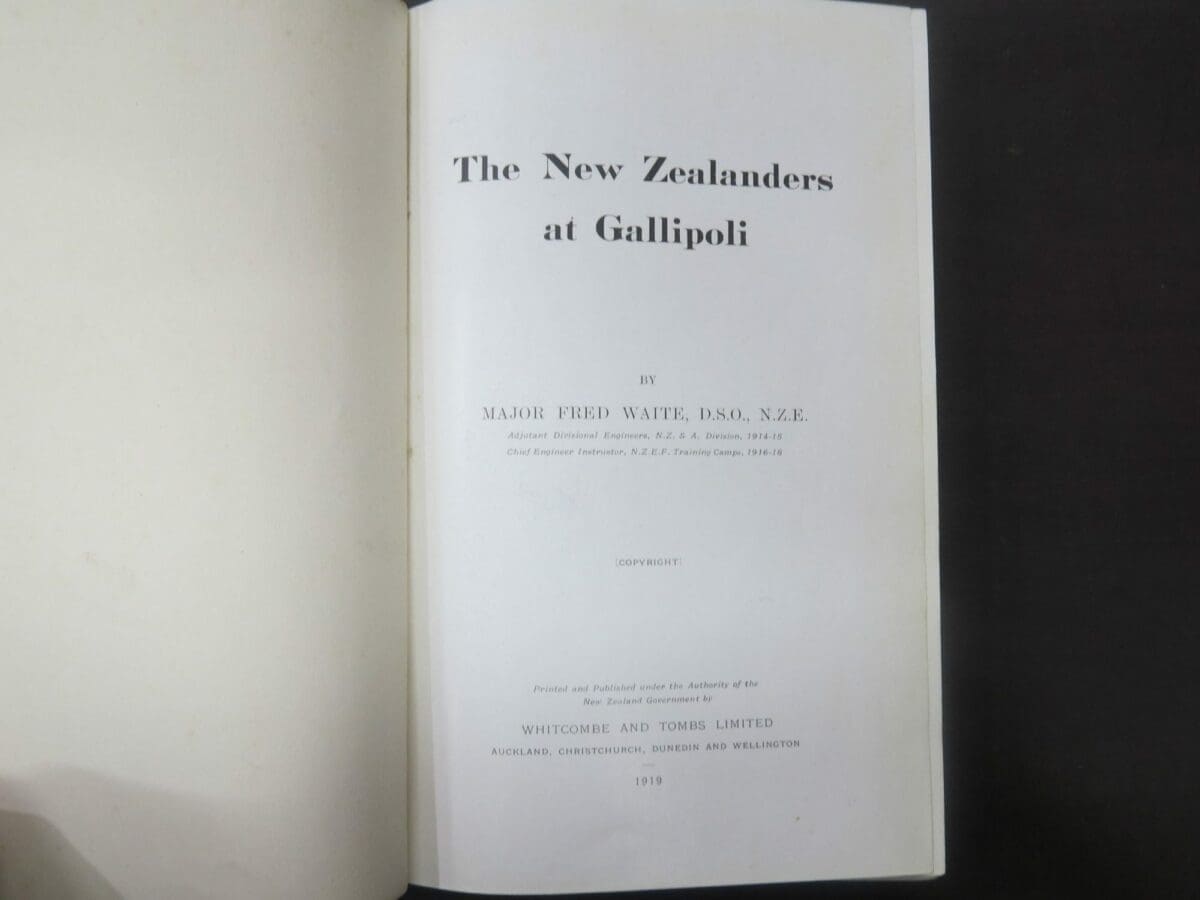 The New Zealanders
at Gallipoli
BY
MAJOR FRED WAITE, D.S.O., N.Z.E.
Adjutant Divisional Engineers, N.Z. & A. Division, 1914-15
Chief Engineer Instructor, N.Z.E.F. Training Camps, 1916-18
[COPYRIGHT]
Printed and Published under the Authority of the
New Zealand Government by
WHITCOMBE AND TOMBS LIMITED
AUCKLAND, CHRISTCHURCH, DUNEDIN AND WELLINGTON
1919